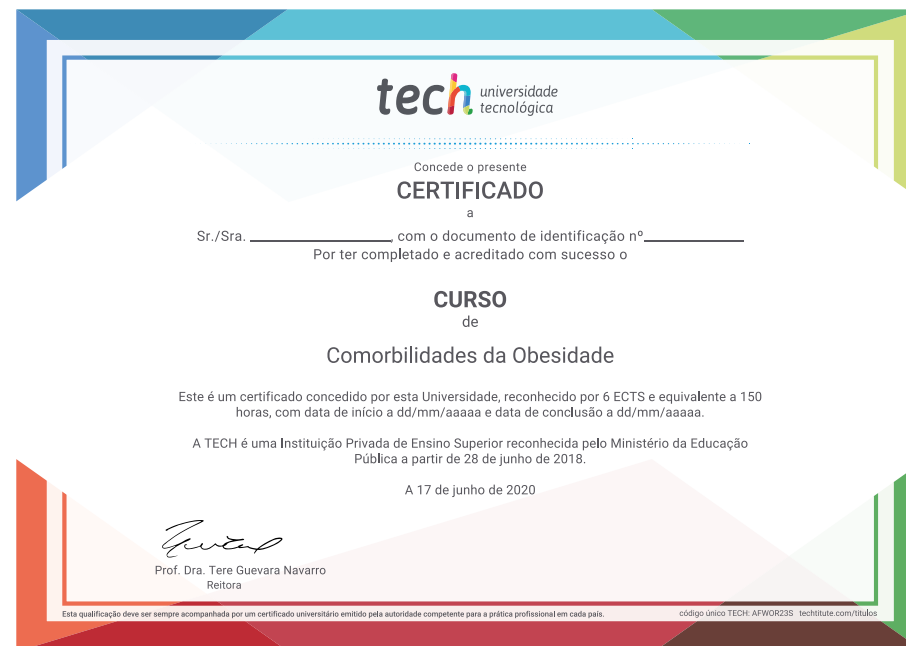 tech universidade
tecnológica
Concede o presente
CERTIFICADO
a
Sr./Sra. ________________, com o documento de identificação nº____________
Por ter completado e acreditado com sucesso o
CURSO
de
Comorbilidades da Obesidade
Este é um certificado concedido por esta Universidade, reconhecido por 6 ECTS e equivalente a 150
horas, com data de início a dd/mm/aaaaa e data de conclusão a dd/mm/aaaaa.
A TECH é uma Instituição Privada de Ensino Superior reconhecida pelo Ministério da Educação
Pública a partir de 28 de junho de 2018.
A 17 de junho de 2020
Prof. Dra. Tere Guevara Navarro
Reitora
Esta qualificação deve ser sempre acompanhada por um certificado universitário emitido pela autoridade competente para a prática profissional em cada país. código único TECH: AFWOR23S techtitute.com/titulos